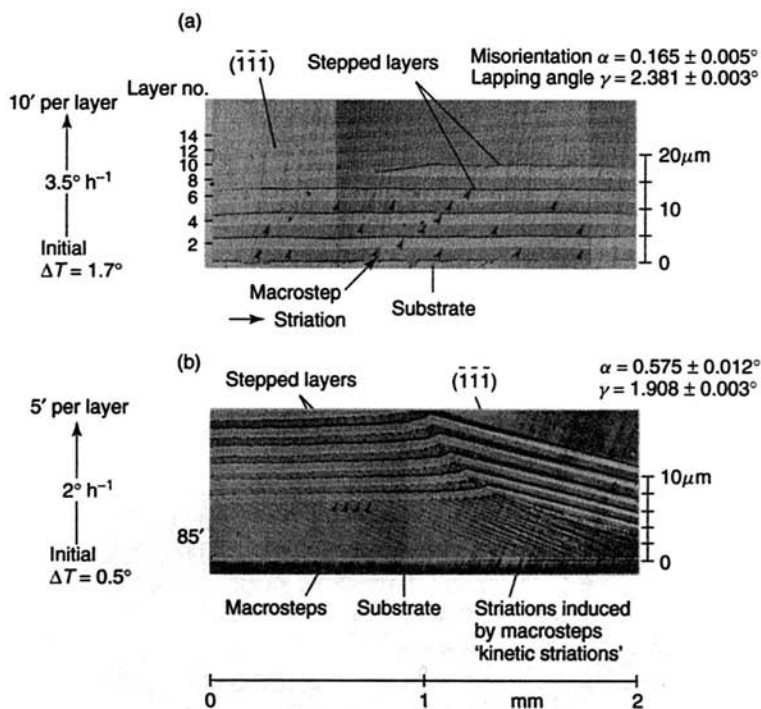 (a)
Misorientation α = 0.165 ± 0.005°
Lapping angle γ = 2.381 ± 0.003°
(1̄1̄1̄)
Stepped layers
Layer no.
10′ per layer
3.5° h⁻¹
Initial
ΔT = 1.7°
14
12
10
8
6
4
2
20μm
10
0
Macrostep
Striation
Substrate
(b)
α = 0.575 ± 0.012°
γ = 1.908 ± 0.003°
Stepped layers
(1̄1̄1̄)
5′ per layer
2° h⁻¹
Initial
ΔT = 0.5°
85′
10μm
0
Macrosteps
Substrate
Striations induced
by macrosteps
‘kinetic striations’
0
1
mm
2